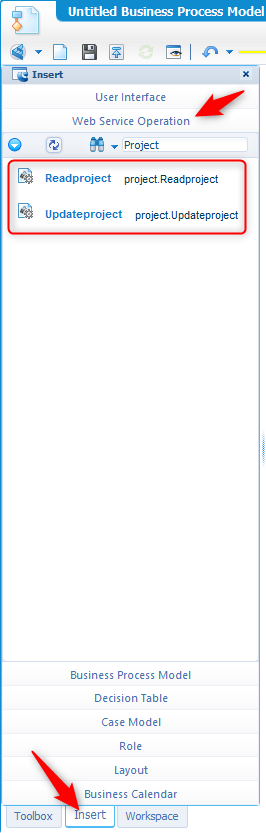 Untitled Business Process Model
Insert
User Interface
Web Service Operation
Project
Readproject project.Readproject
Updateproject project.Updateproject
Business Process Model
Decision Table
Case Model
Role
Layout
Business Calendar
Toolbox Insert Workspace